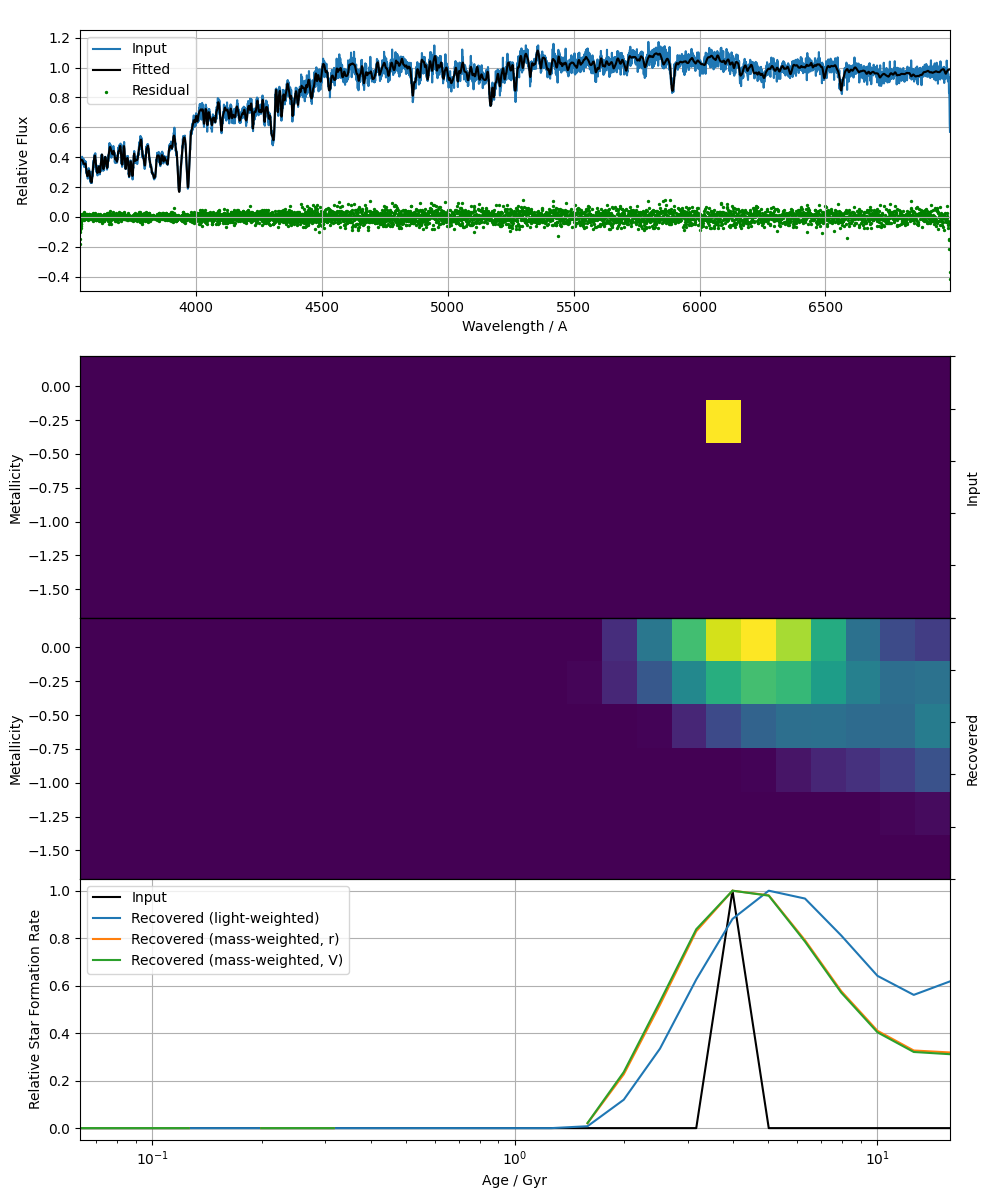 1.2
1.0
0.8
0.6
0.4
0.2
0.0
−0.2
−0.4
Relative Flux
Input
Fitted
Residual
4000
4500
5000
5500
6000
6500
Wavelength / A
0.00
−0.25
−0.50
−0.75
−1.00
−1.25
−1.50
Metallicity
Input
0.00
−0.25
−0.50
−0.75
−1.00
−1.25
−1.50
Metallicity
Recovered
1.0
0.8
0.6
0.4
0.2
0.0
Relative Star Formation Rate
Input
Recovered (light-weighted)
Recovered (mass-weighted, r)
Recovered (mass-weighted, V)
10⁻¹
10⁰
10¹
Age / Gyr